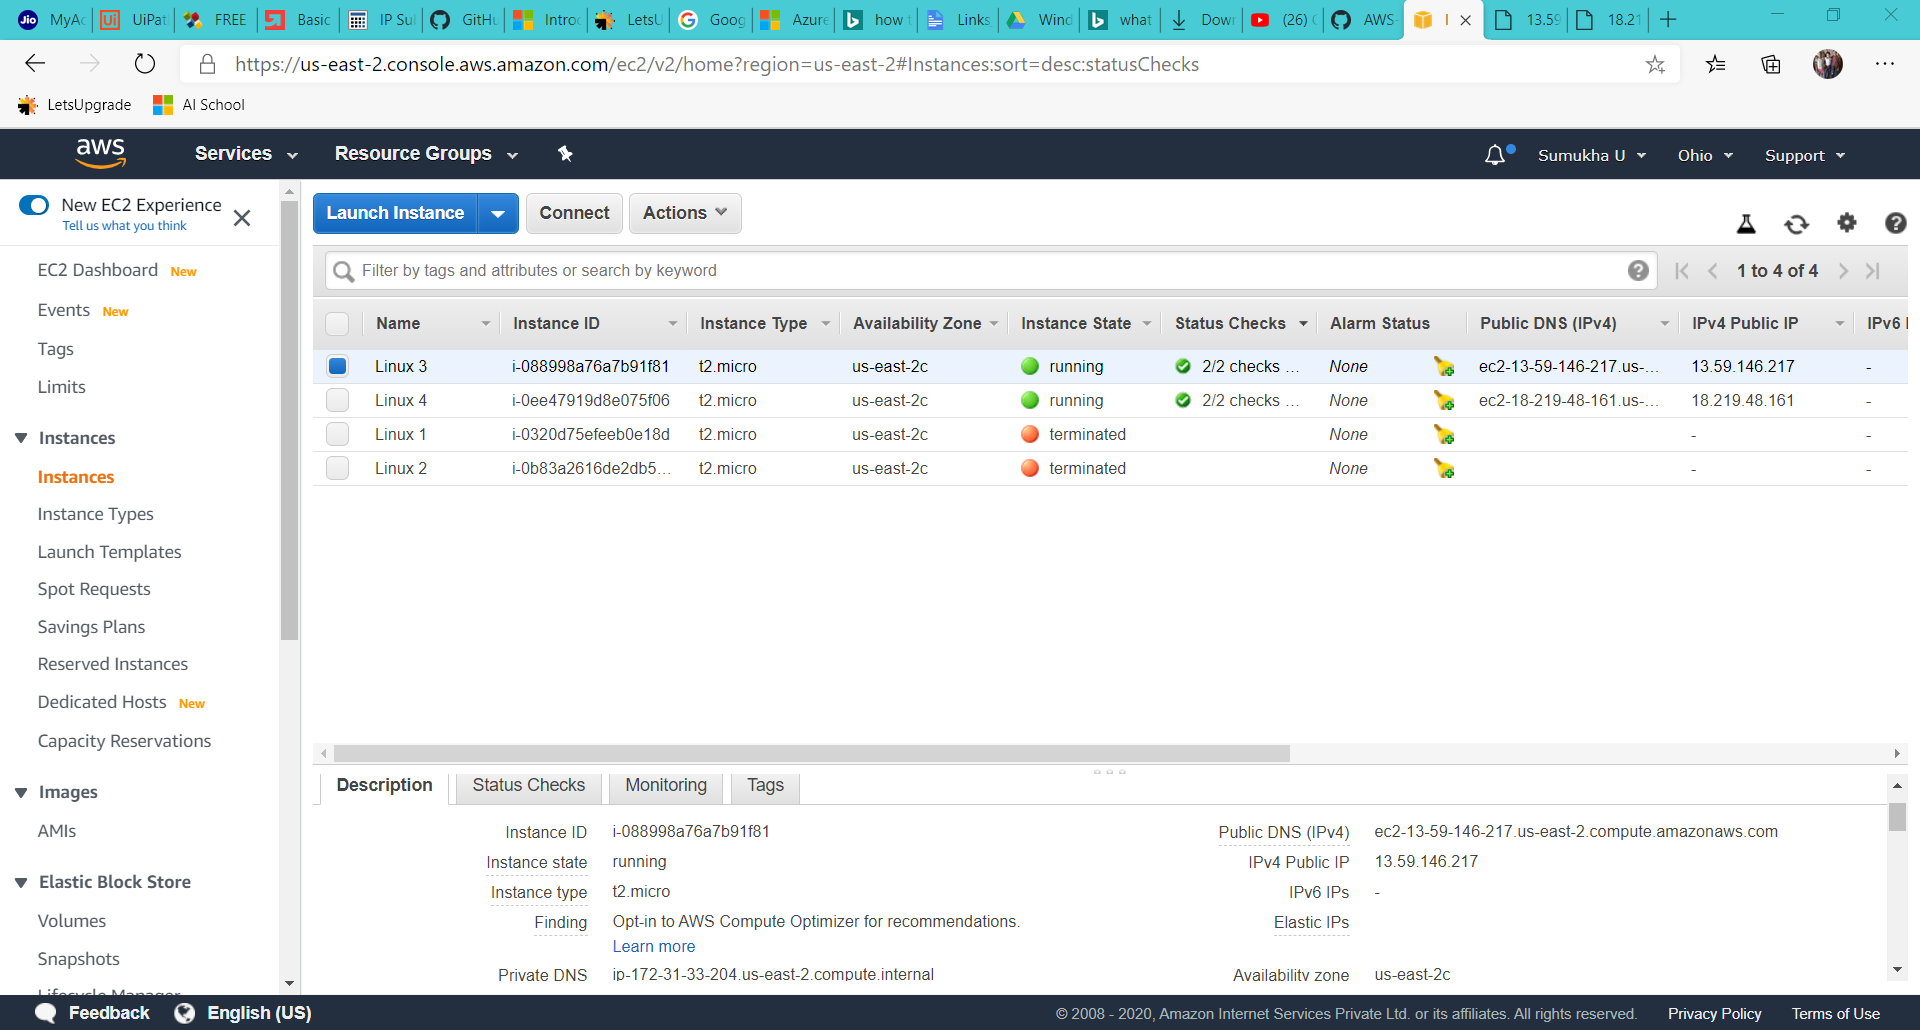 MyAc UiPat FREE Basic IP Su GitHu Intro LetsU Goog Azure how t Links Wind what Dow (26) AWS- 13.59 18.21
https://us-east-2.console.aws.amazon.com/ec2/v2/home?region=us-east-2#Instances:sort=desc:statusChecks
LetsUpgrade AI School
aws Services Resource Groups Sumukha U Ohio Support
New EC2 Experience
Tell us what you think
Launch Instance Connect Actions
Filter by tags and attributes or search by keyword 1 to 4 of 4
EC2 Dashboard New
Events New
Tags
Limits
Instances
Instances
Instance Types
Launch Templates
Spot Requests
Savings Plans
Reserved Instances
Dedicated Hosts New
Capacity Reservations
Images
AMIs
Elastic Block Store
Volumes
Snapshots
Lifecycle Manager
Name Instance ID Instance Type Availability Zone Instance State Status Checks Alarm Status Public DNS (IPv4) IPv4 Public IP IPv6 I
Linux 3 i-088998a76a7b91f81 t2.micro us-east-2c running 2/2 checks ... None ec2-13-59-146-217.us-... 13.59.146.217 -
Linux 4 i-0ee47919d8e075f06 t2.micro us-east-2c running 2/2 checks ... None ec2-18-219-48-161.us-... 18.219.48.161 -
Linux 1 i-0320d75efeeb0e18d t2.micro us-east-2c terminated None - -
Linux 2 i-0b83a2616de2db5... t2.micro us-east-2c terminated None - -
Description Status Checks Monitoring Tags
Instance ID i-088998a76a7b91f81 Public DNS (IPv4) ec2-13-59-146-217.us-east-2.compute.amazonaws.com
Instance state running IPv4 Public IP 13.59.146.217
Instance type t2.micro IPv6 IPs -
Finding Opt-in to AWS Compute Optimizer for recommendations. Elastic IPs
Learn more
Private DNS ip-172-31-33-204.us-east-2.compute.internal Availability zone us-east-2c
Feedback English (US) © 2008 - 2020, Amazon Internet Services Private Ltd. or its affiliates. All rights reserved. Privacy Policy Terms of Use